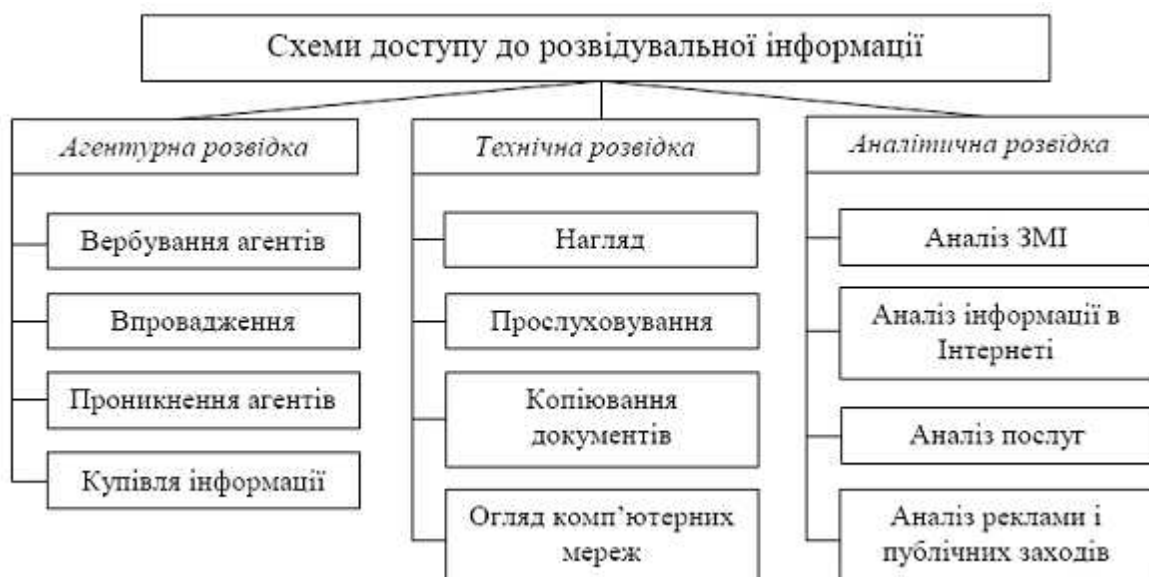 Схеми доступу до розвідувальної інформації
Агентурна розвідка
Вербування агентів
Впровадження
Проникнення агентів
Купівля інформації
Технічна розвідка
Нагляд
Прослуховування
Копіювання
документів
Огляд комп’ютерних
мереж
Аналітична розвідка
Аналіз ЗМІ
Аналіз інформації в
Інтернеті
Аналіз послуг
Аналіз реклами і
публічних заходів